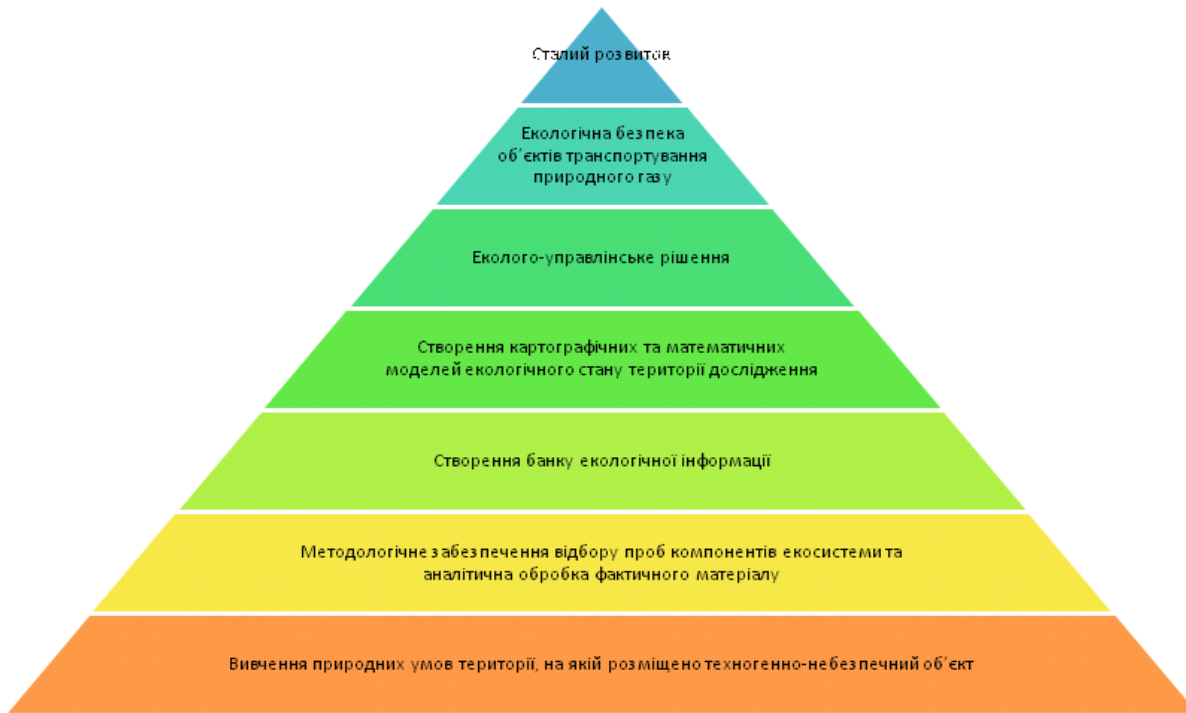 Сталий розвиток
Екологічна безпека
об’єктів транспортування
природного газу
Еколого-управлінське рішення
Створення картографічних та математичних
моделей екологічного стану території дослідження
Створення банку екологічної інформації
Методологічне забезпечення відбору проб компонентів екосистеми та
аналітична обробка фактичного матеріалу
Вивчення природних умов території, на якій розміщено техногенно-небезпечний об’єкт